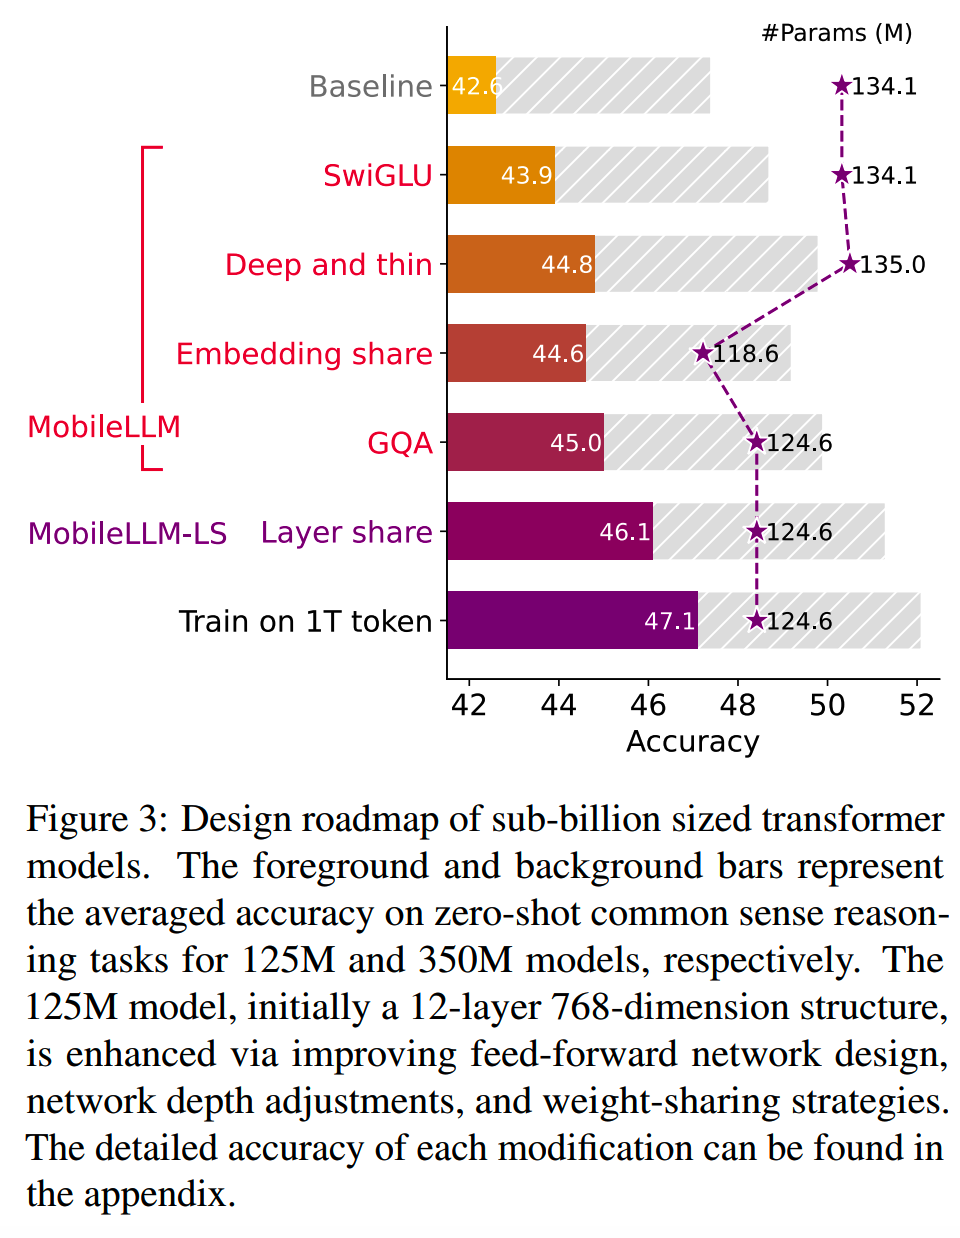 #Params (M)
Baseline 42.6 134.1
SwiGLU 43.9 134.1
Deep and thin 44.8 135.0
Embedding share 44.6 118.6
MobileLLM
GQA 45.0 124.6
MobileLLM-LS Layer share 46.1 124.6
Train on 1T token 47.1 124.6
42 44 46 48 50 52
Accuracy
Figure 3: Design roadmap of sub-billion sized transformer
models. The foreground and background bars represent
the averaged accuracy on zero-shot common sense reason-
ing tasks for 125M and 350M models, respectively. The
125M model, initially a 12-layer 768-dimension structure,
is enhanced via improving feed-forward network design,
network depth adjustments, and weight-sharing strategies.
The detailed accuracy of each modification can be found in
the appendix.